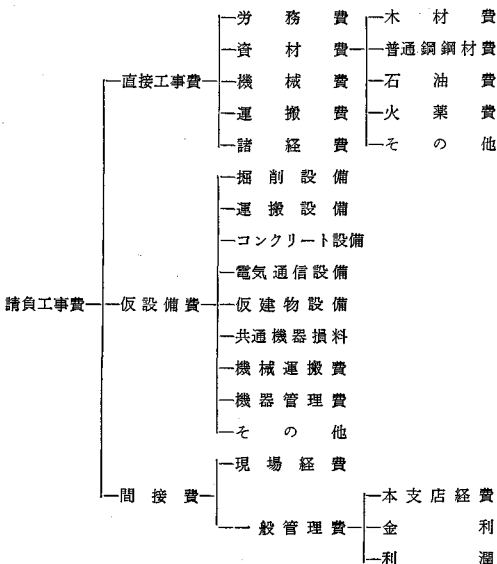 労務費 木材費
資材費 普通鋼鋼材費
直接工事費 機械費 石油費
運搬費 火薬費
諸経費 その他
掘削設備
運搬設備
コンクリート設備
電気通信設備
請負工事費 仮設備費 仮建物設備
共通機器損料
機械運搬費
機器管理費
その他
現場経費
間接費 本支店経費
一般管理費 金利
利潤